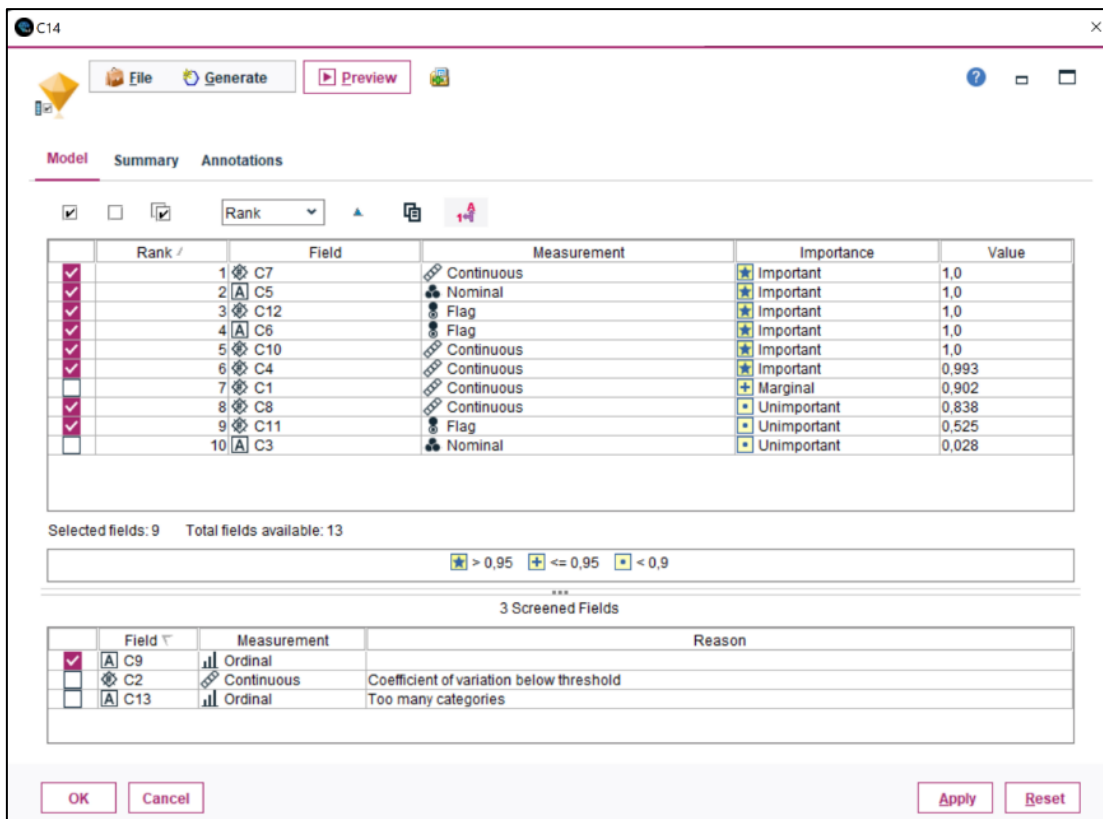 C14
File Generate Preview
Model Summary Annotations
Rank
Rank Field Measurement Importance Value
1 C7 Continuous Important 1,0
2 A C5 Nominal Important 1,0
3 C12 Flag Important 1,0
4 A C6 Flag Important 1,0
5 C10 Continuous Important 1,0
6 C4 Continuous Important 0,993
7 C1 Continuous Marginal 0,902
8 C8 Continuous Unimportant 0,838
9 C11 Flag Unimportant 0,525
10 A C3 Nominal Unimportant 0,028
Selected fields: 9 Total fields available: 13
> 0,95 <= 0,95 < 0,9
3 Screened Fields
Field Measurement Reason
A C9 Ordinal
C2 Continuous Coefficient of variation below threshold
A C13 Ordinal Too many categories
OK Cancel Apply Reset